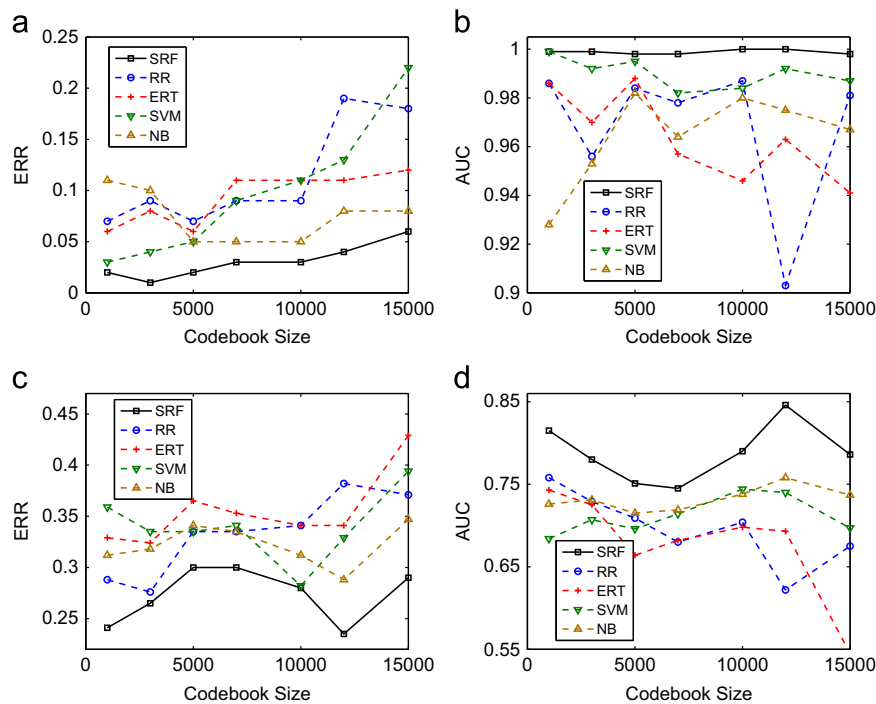 a
0.25
0.2
0.15
0.1
0.05
0
ERR
SRF
RR
ERT
SVM
NB
0 5000 10000 15000
Codebook Size
b
1
0.98
0.96
0.94
0.92
0.9
AUC
SRF
RR
ERT
SVM
NB
0 5000 10000 15000
Codebook Size
c
0.45
0.4
0.35
0.3
0.25
ERR
SRF
RR
ERT
SVM
NB
0 5000 10000 15000
Codebook Size
d
0.85
0.75
0.65
0.55
AUC
SRF
RR
ERT
SVM
NB
0 5000 10000 15000
Codebook Size